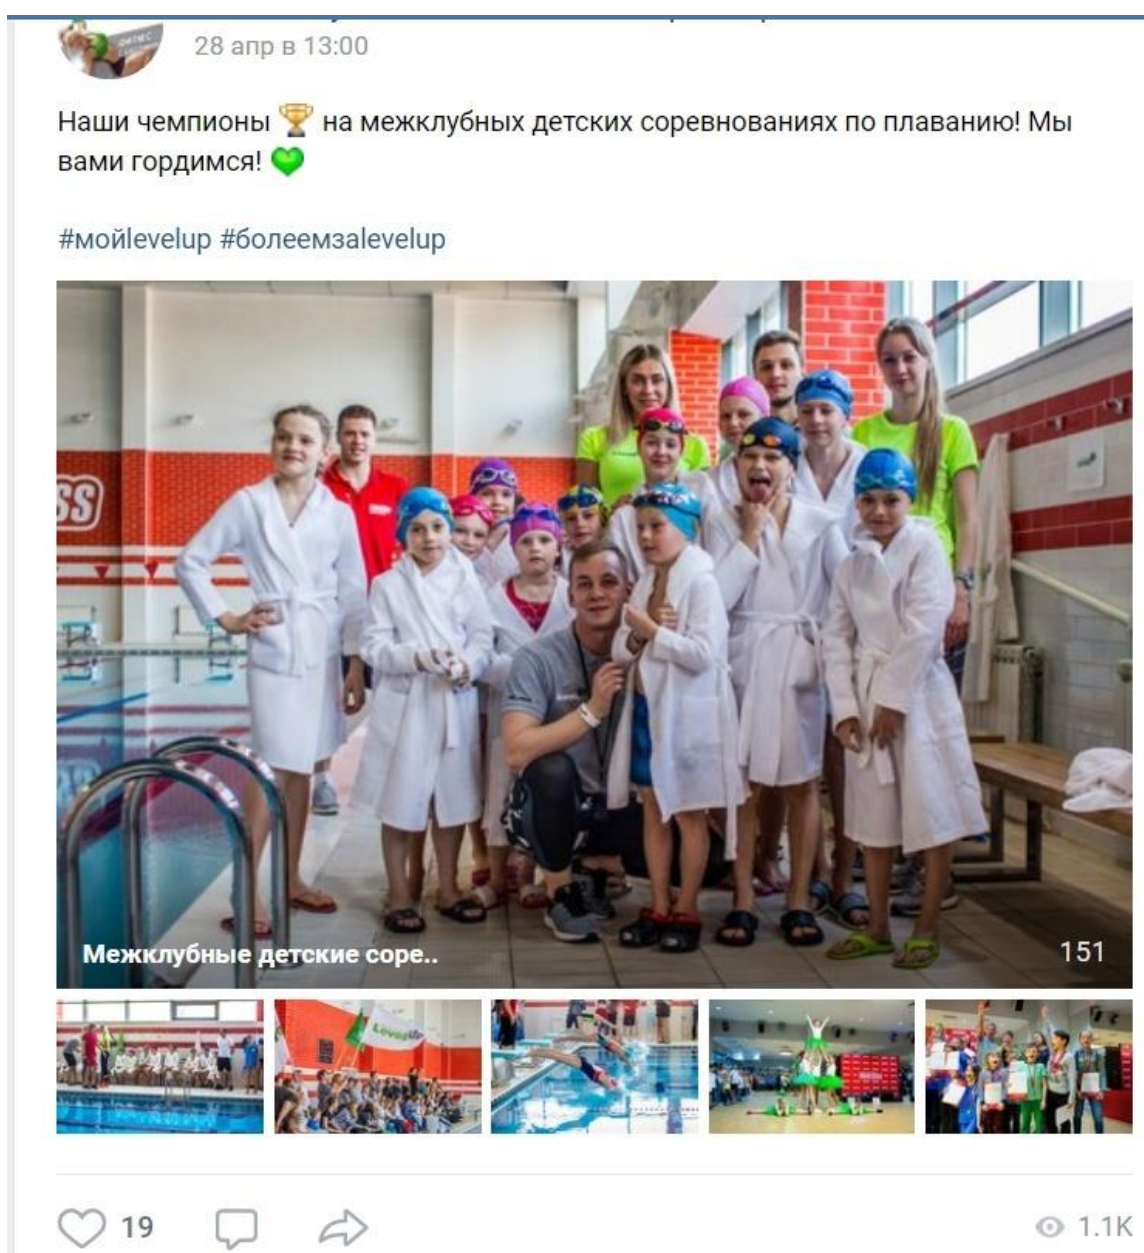 28 апр в 13:00
Наши чемпионы 🏆 на межклубных детских соревнованиях по плаванию! Мы
вами гордимся! 💚
#мойlevelup #болеемзаlevelup
SS
Межклубные детские соре..
151
19
1.1K